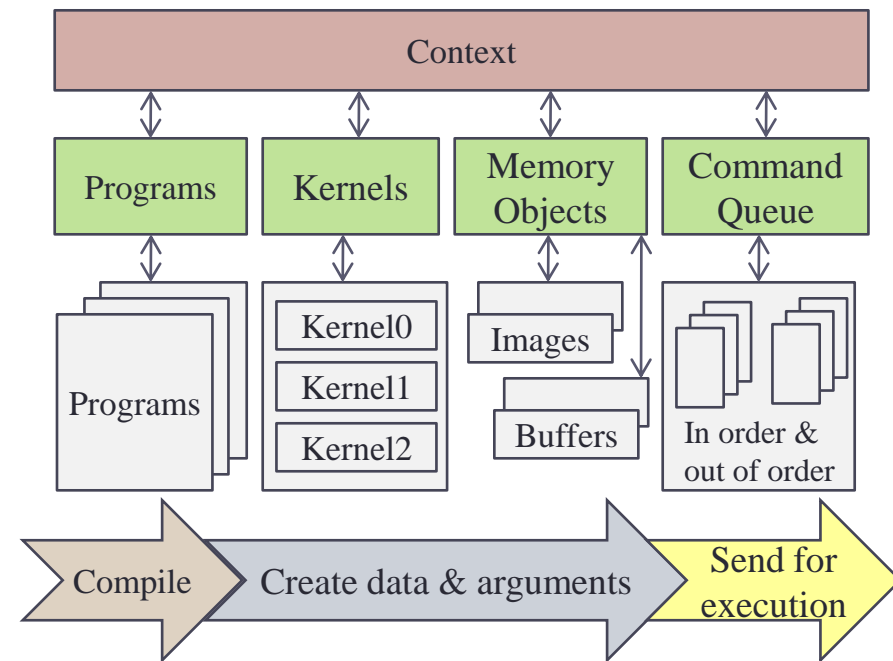 Context
Programs
Kernels
Memory
Objects
Command
Queue
Programs
Kernel0
Kernel1
Kernel2
Images
Buffers
In order &
out of order
Compile
Create data & arguments
Send for
execution